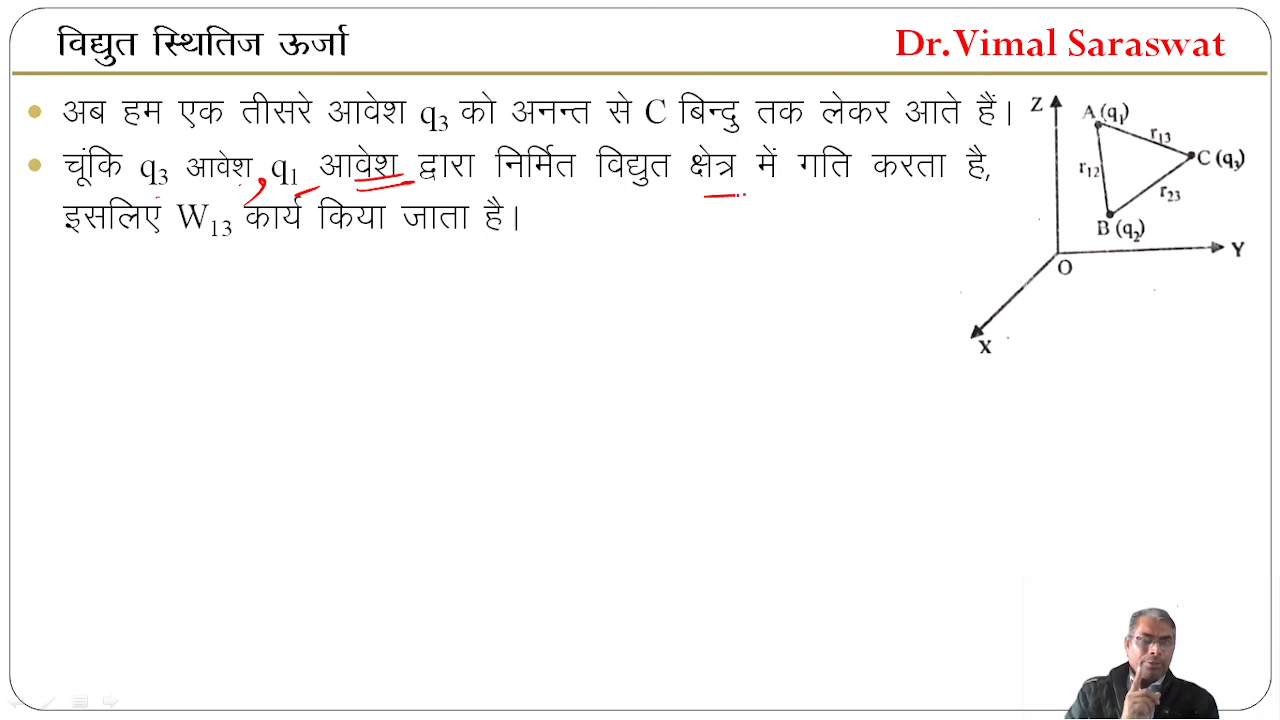 विद्युत स्थितिज ऊर्जा
Dr.Vimal Saraswat
अब हम एक तीसरे आवेश q3 को अनन्त से C बिन्दु तक लेकर आते हैं।
चूंकि q3 आवेश, q1 आवेश द्वारा निर्मित विद्युत क्षेत्र में गति करता है,
इसलिए W13 कार्य किया जाता है।
Z
A (q1)
r13
C (q3)
r12
r23
B (q2)
Y
O
X